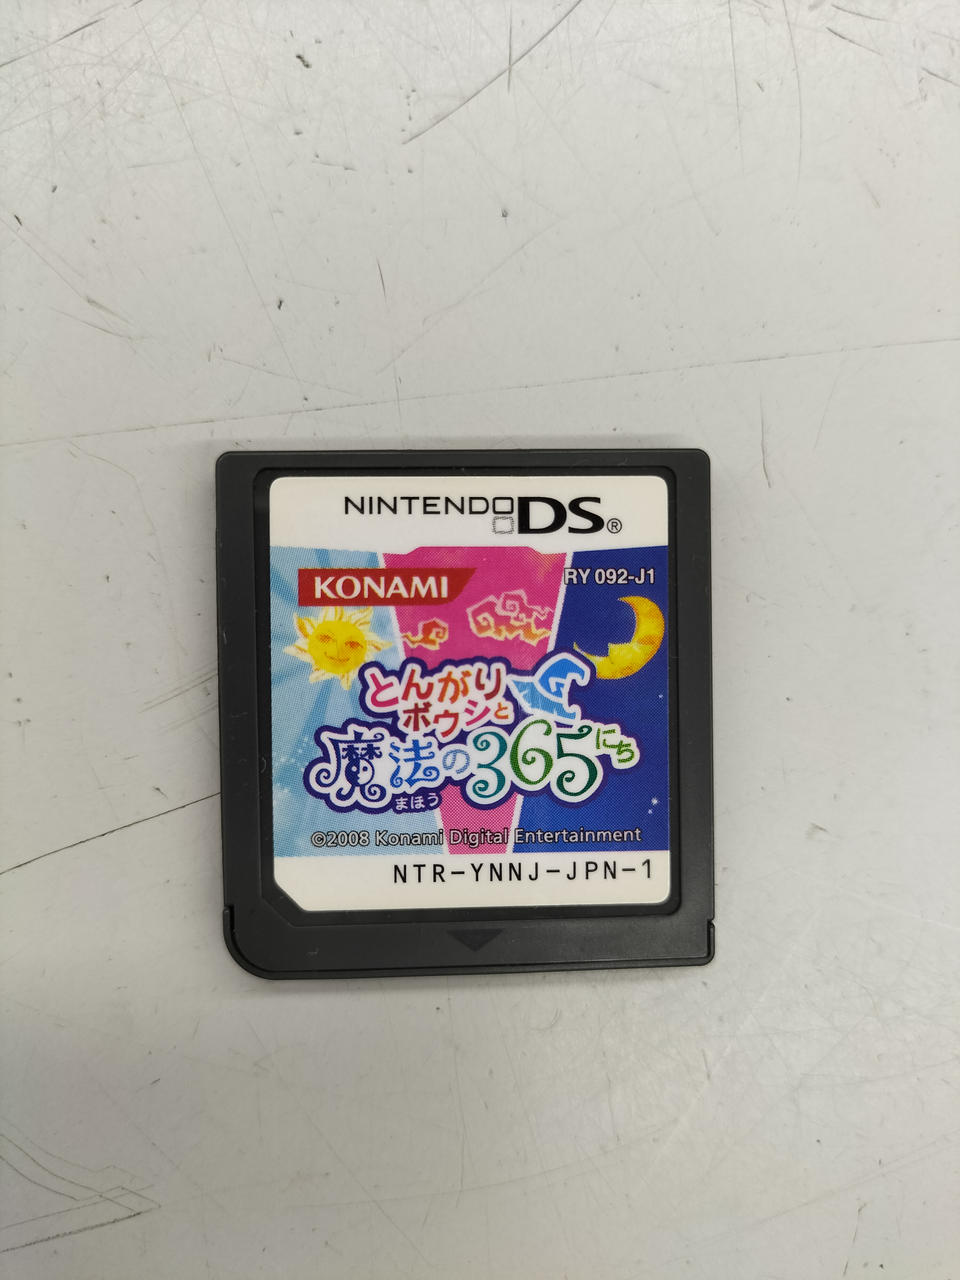 NINTENDO DS®
KONAMI
RY 092-J1
とんがり
ボウシと
魔法の365にち
まほう
©2008 Konami Digital Entertainment
NTR-YNNJ-JPN-1